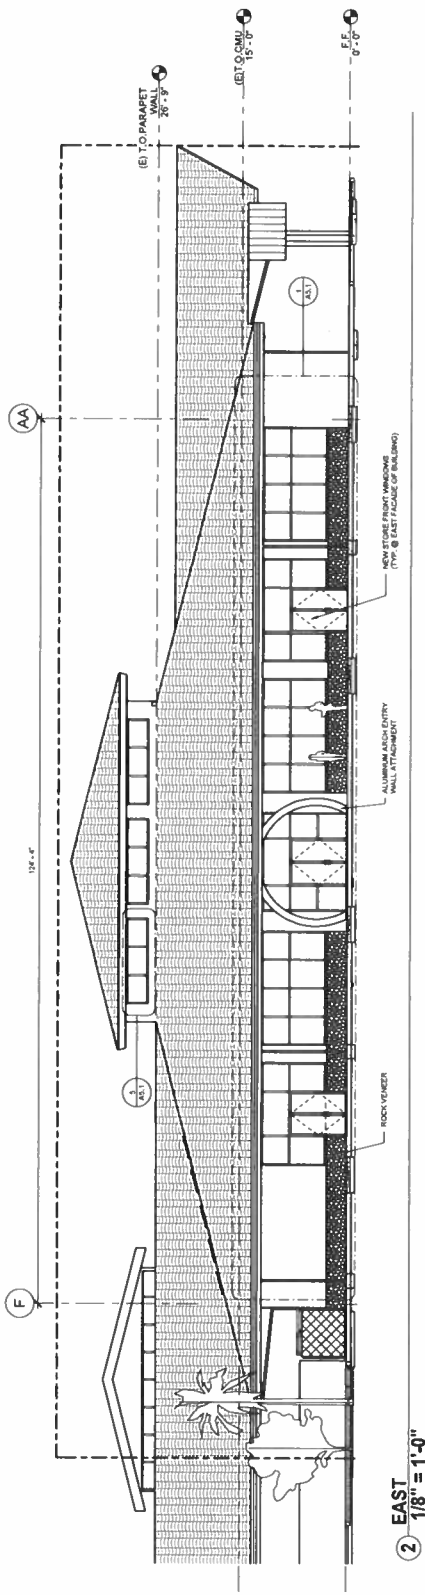 (E) T.O.PARAPET
WALL
26' - 9"
(E)T.O.CMU
15' - 0"
F.F.
0' - 0"
AA
124' - 4"
F
1
A5.1
5
A5.1
NEW STORE FRONT WINDOWS
(TYP. @ EAST FACADE OF BUILDING)
ALUMINUM ARCH ENTRY
WALL ATTACHMENT
ROCK VENEER
2
EAST
1/8" = 1'-0"